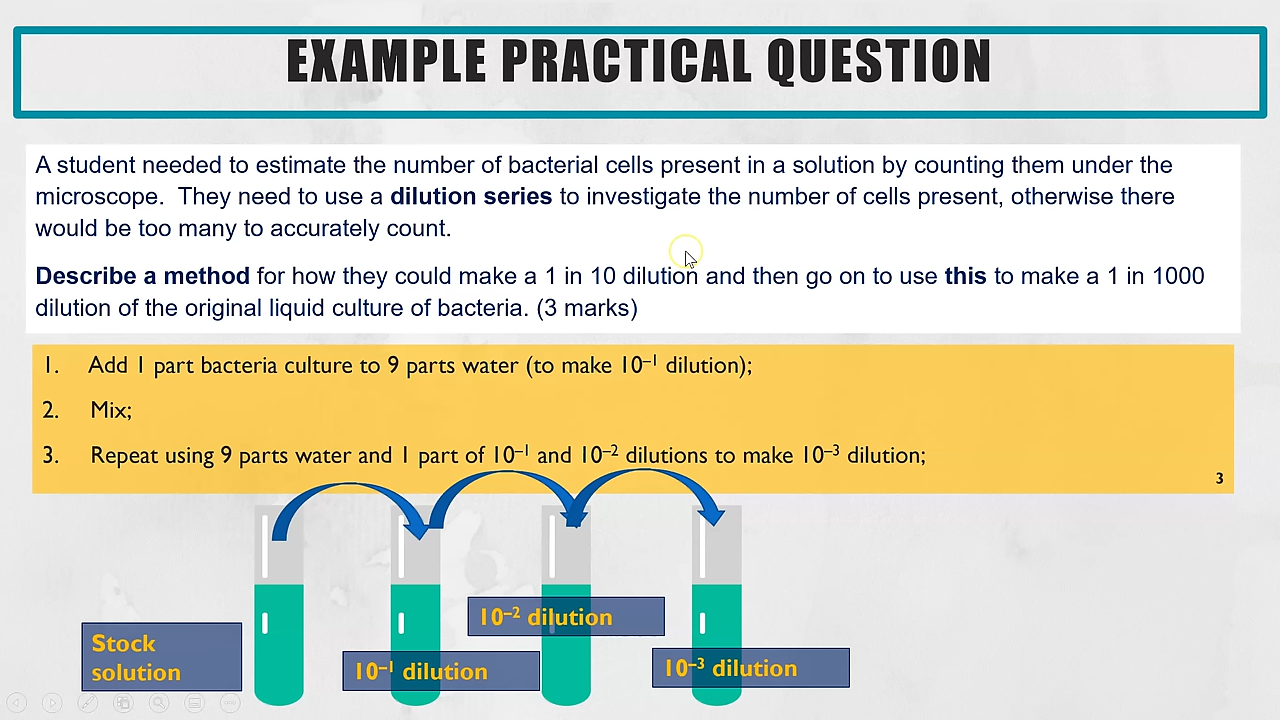 EXAMPLE PRACTICAL QUESTION
A student needed to estimate the number of bacterial cells present in a solution by counting them under the
microscope.  They need to use a dilution series to investigate the number of cells present, otherwise there
would be too many to accurately count.
Describe a method for how they could make a 1 in 10 dilution and then go on to use this to make a 1 in 1000
dilution of the original liquid culture of bacteria. (3 marks)
1. Add 1 part bacteria culture to 9 parts water (to make 10⁻¹ dilution);
2. Mix;
3. Repeat using 9 parts water and 1 part of 10⁻¹ and 10⁻² dilutions to make 10⁻³ dilution;
3
Stock
solution
10⁻¹ dilution
10⁻² dilution
10⁻³ dilution